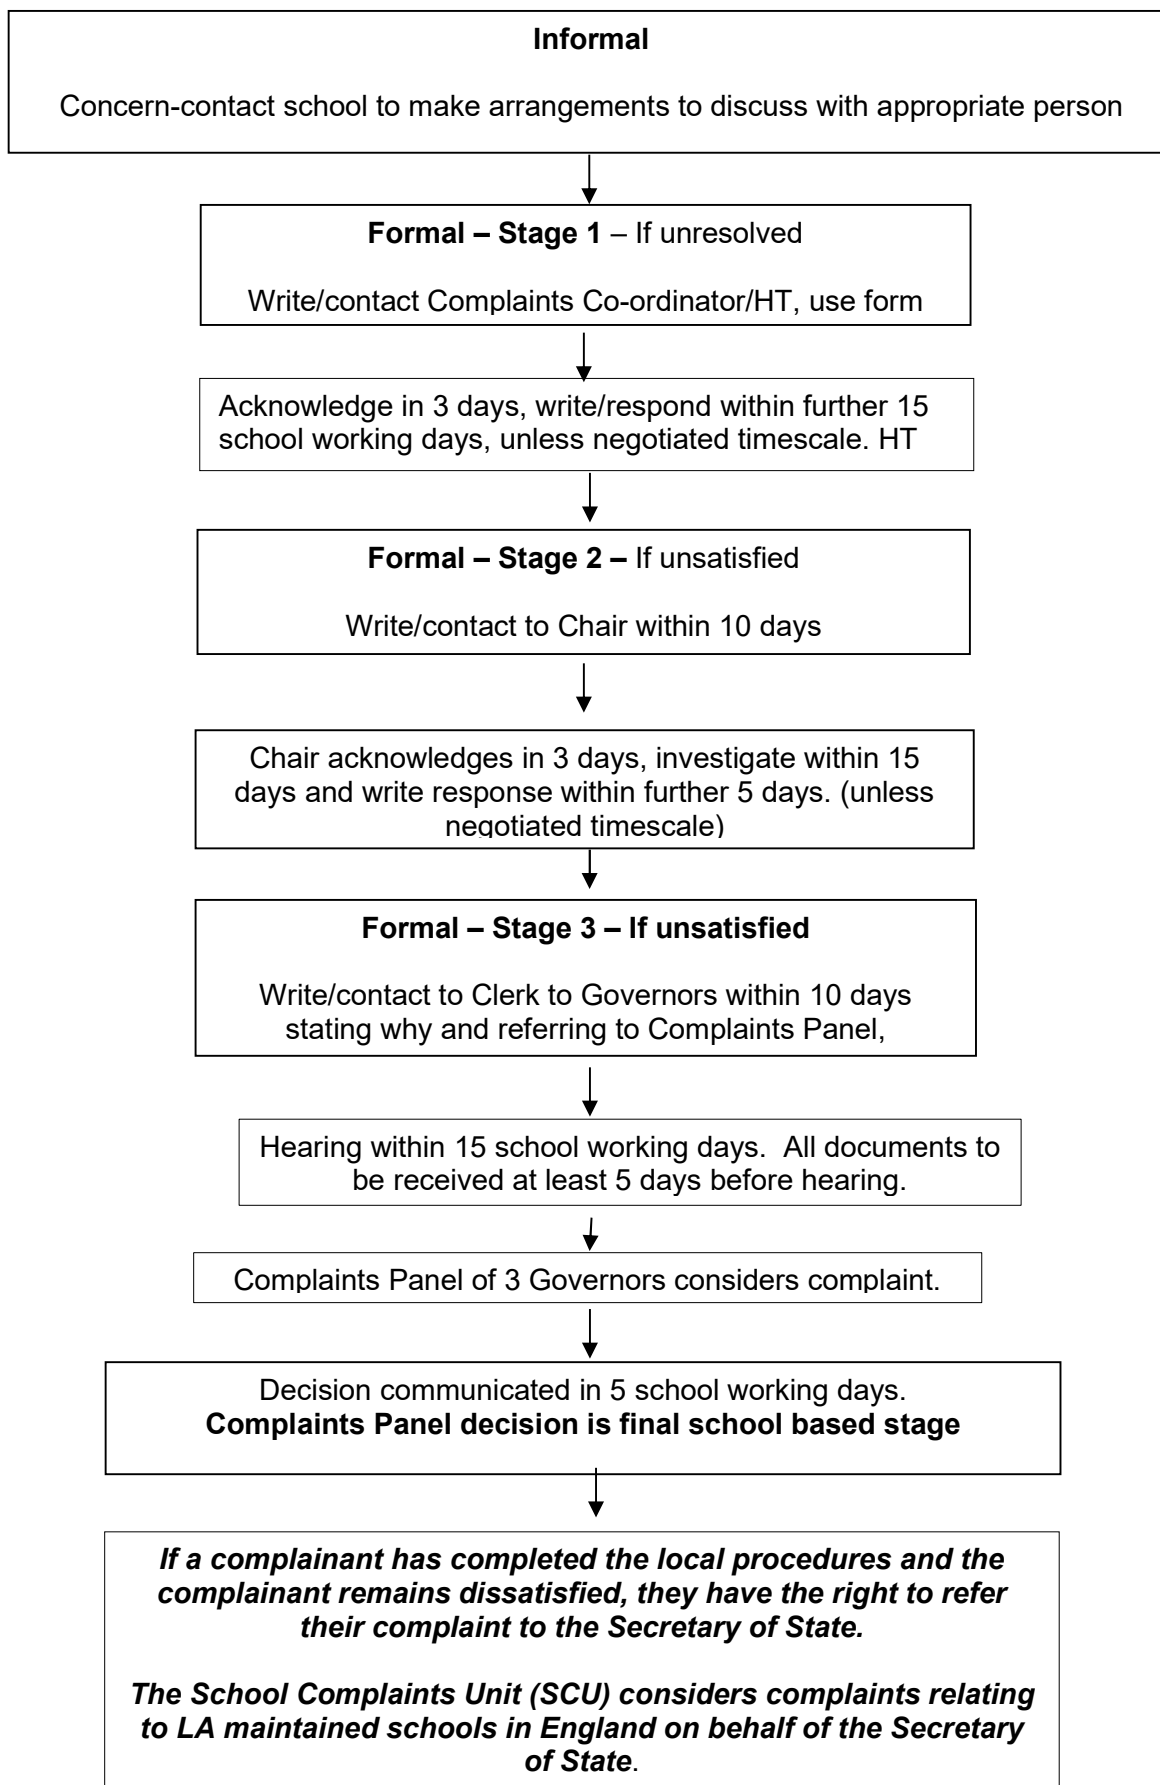 Informal
Concern-contact school to make arrangements to discuss with appropriate person
Formal – Stage 1 – If unresolved
Write/contact Complaints Co-ordinator/HT, use form
Acknowledge in 3 days, write/respond within further 15
school working days, unless negotiated timescale. HT
Formal – Stage 2 – If unsatisfied
Write/contact to Chair within 10 days
Chair acknowledges in 3 days, investigate within 15
days and write response within further 5 days. (unless
negotiated timescale)
Formal – Stage 3 – If unsatisfied
Write/contact to Clerk to Governors within 10 days
stating why and referring to Complaints Panel,
Hearing within 15 school working days.  All documents to
be received at least 5 days before hearing.
Complaints Panel of 3 Governors considers complaint.
Decision communicated in 5 school working days.
Complaints Panel decision is final school based stage
If a complainant has completed the local procedures and the
complainant remains dissatisfied, they have the right to refer
their complaint to the Secretary of State.
The School Complaints Unit (SCU) considers complaints relating
to LA maintained schools in England on behalf of the Secretary
of State.